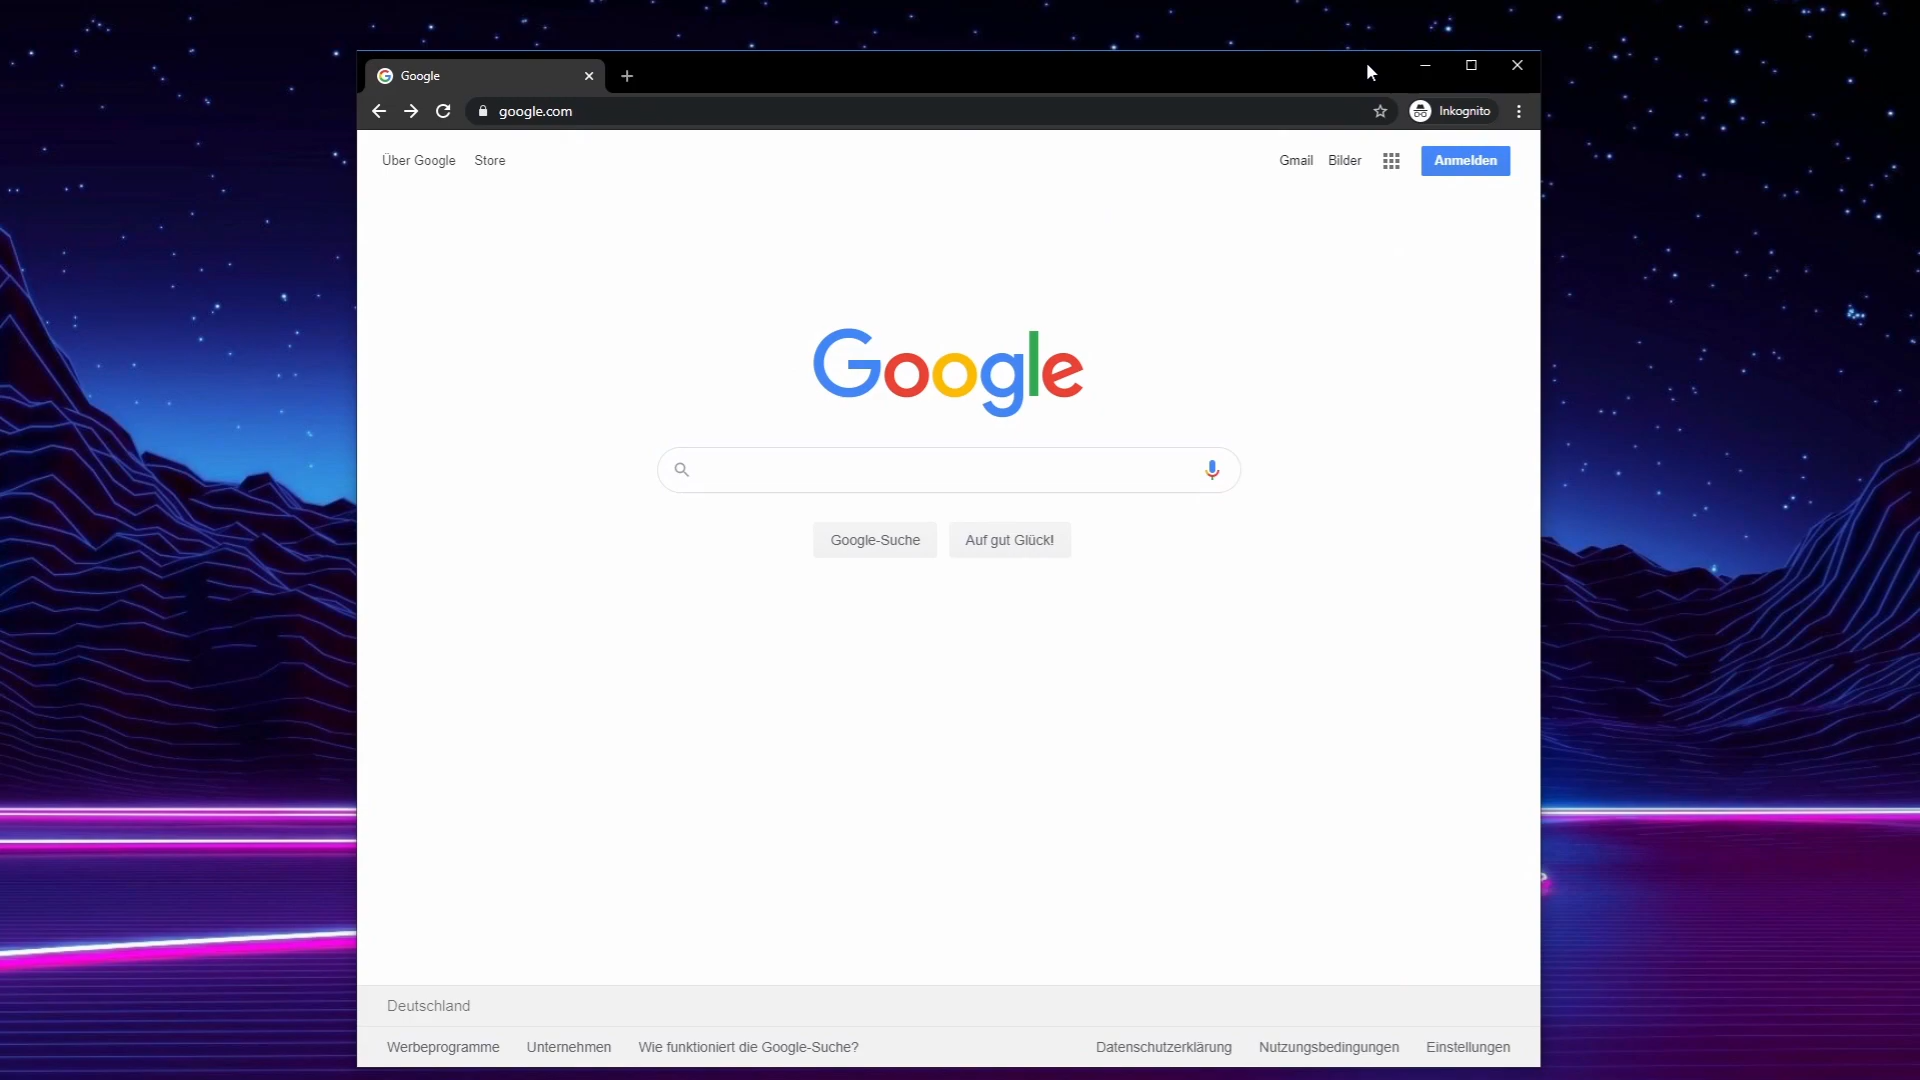 Google
google.com
Inkognito
Über Google Store
Gmail Bilder Anmelden
Google
Google-Suche Auf gut Glück!
Deutschland
Werbeprogramme Unternehmen Wie funktioniert die Google-Suche? Datenschutzerklärung Nutzungsbedingungen Einstellungen